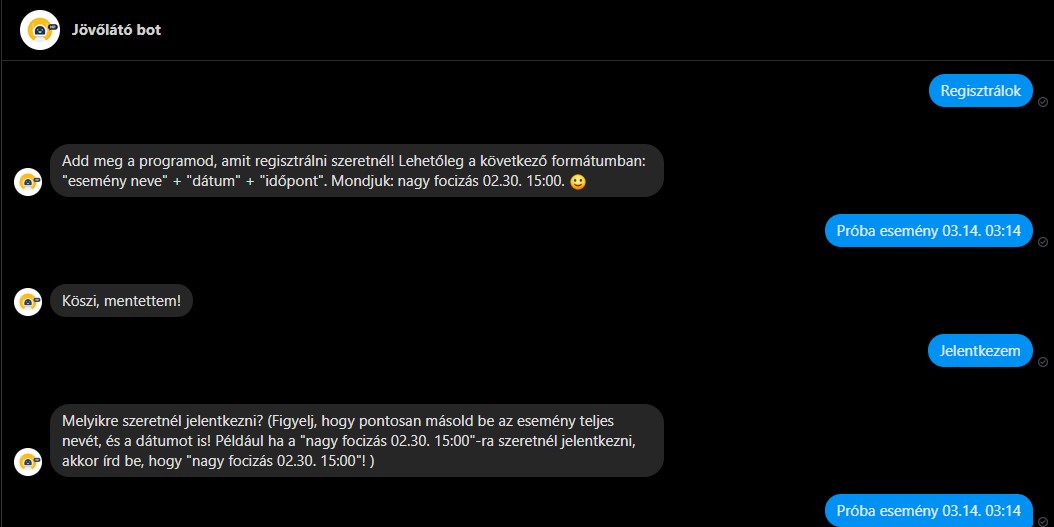 Jövőlátó bot
Regisztrálok
Add meg a programod, amit regisztrálni szeretnél! Lehetőleg a következő formátumban:
"esemény neve" + "dátum" + "időpont". Mondjuk: nagy focizás 02.30. 15:00. 🙂
Próba esemény 03.14. 03:14
Köszi, mentettem!
Jelentkezem
Melyikre szeretnél jelentkezni? (Figyelj, hogy pontosan másold be az esemény teljes
nevét, és a dátumot is! Például ha a "nagy focizás 02.30. 15:00"-ra szeretnél jelentkezni,
akkor írd be, hogy "nagy focizás 02.30. 15:00"! )
Próba esemény 03.14. 03:14